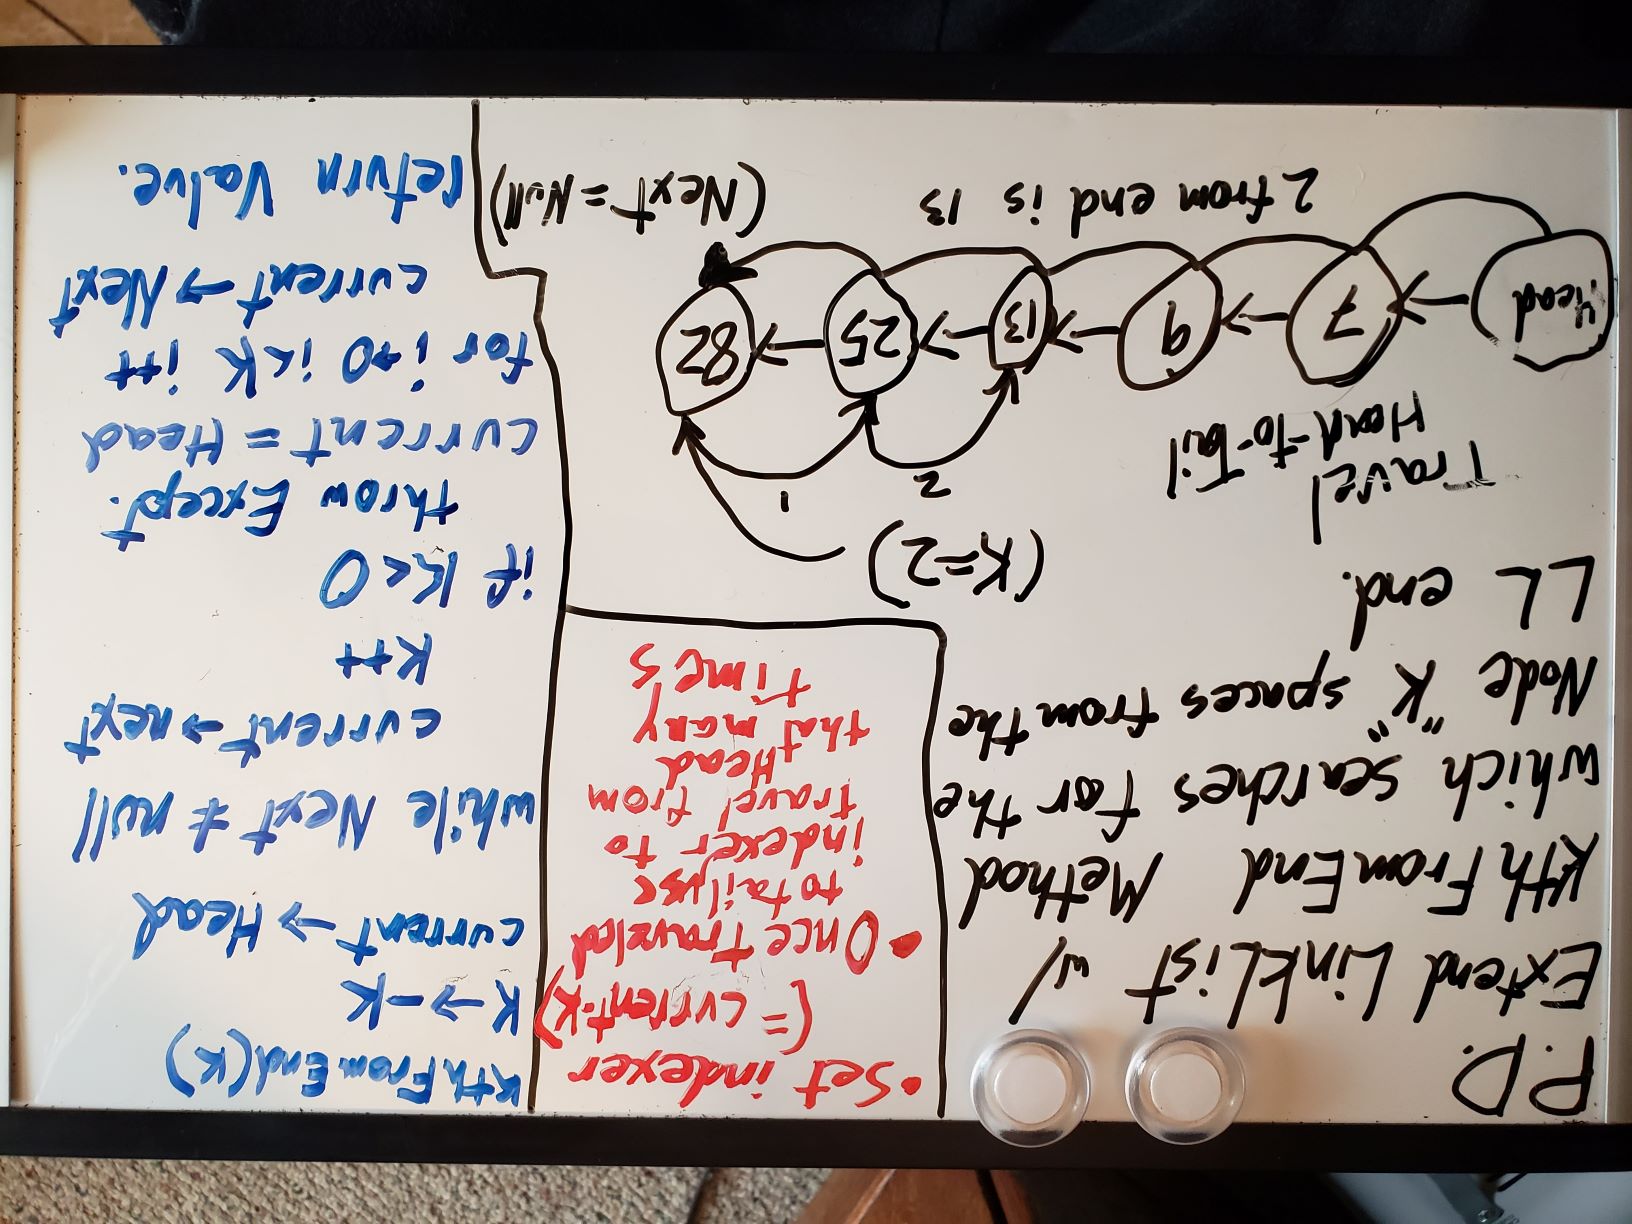 P.D.
Extend LinkList w/
KthFromEnd Method
which searches for the
Node "K" spaces from the
LL end.
• Set indexer
(= current-K)
• Once traveled
to tail, use
indexer to
travel from
Head
that many
times
KthFromEnd(K)
K → -K
current → Head
while Next ≠ null
current → next
K++
if K < 0
throw Except.
current = Head
for i→0 i<K i++
current → Next
return Value.
(K=2)
Travel
Head-to-Tail
2
1
Head → 7 → 9 → 13 → 25 → 82
2 from end is 13
(Next = Null)